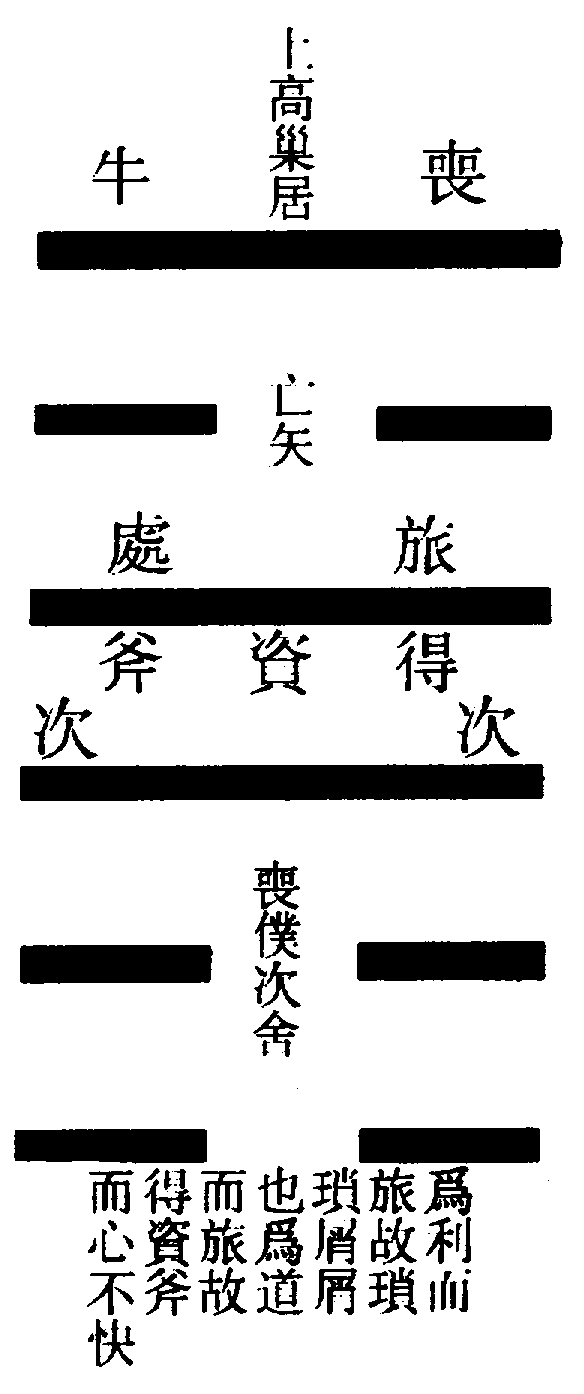 上高巢居
喪 牛
亡矢
旅 處
得資斧
次 次
喪僕次舍
爲利而
旅故瑣
瑣屑屑
也爲道
而旅故
得資斧
而心不快